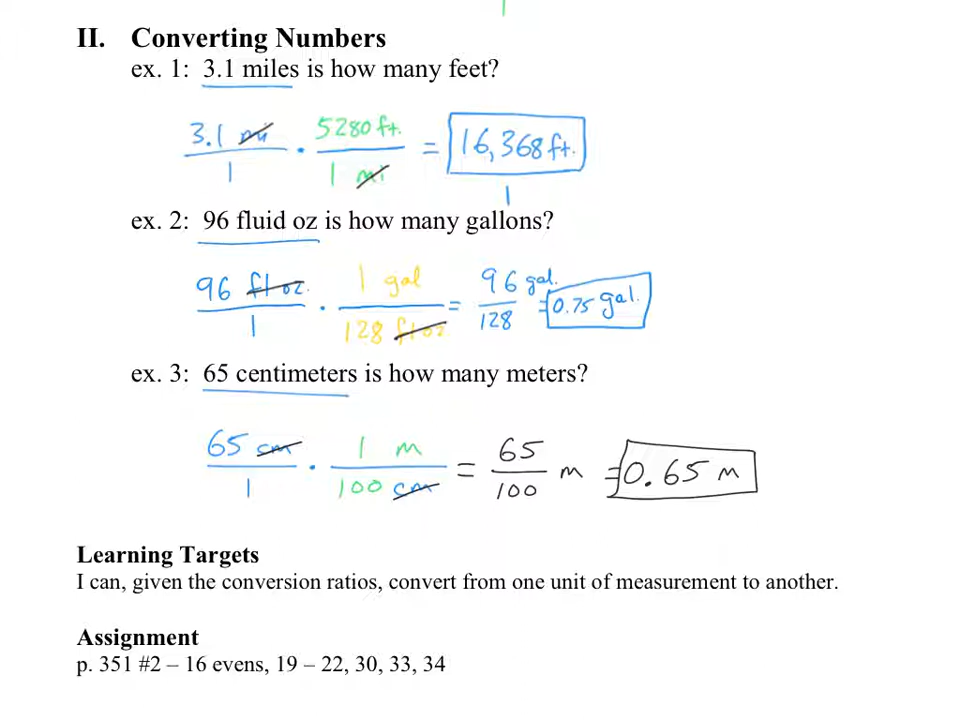 II. Converting Numbers
ex. 1: 3.1 miles is how many feet?
3.1 mi / 1 · 5280 ft. / 1 mi = 16,368 ft.
1
ex. 2: 96 fluid oz is how many gallons?
96 fl oz. / 1 · 1 gal / 128 fl oz = 96 gal. / 128 = 0.75 gal.
ex. 3: 65 centimeters is how many meters?
65 cm / 1 · 1 m / 100 cm = 65 / 100 m = 0.65 m
Learning Targets
I can, given the conversion ratios, convert from one unit of measurement to another.
Assignment
p. 351 #2 – 16 evens, 19 – 22, 30, 33, 34